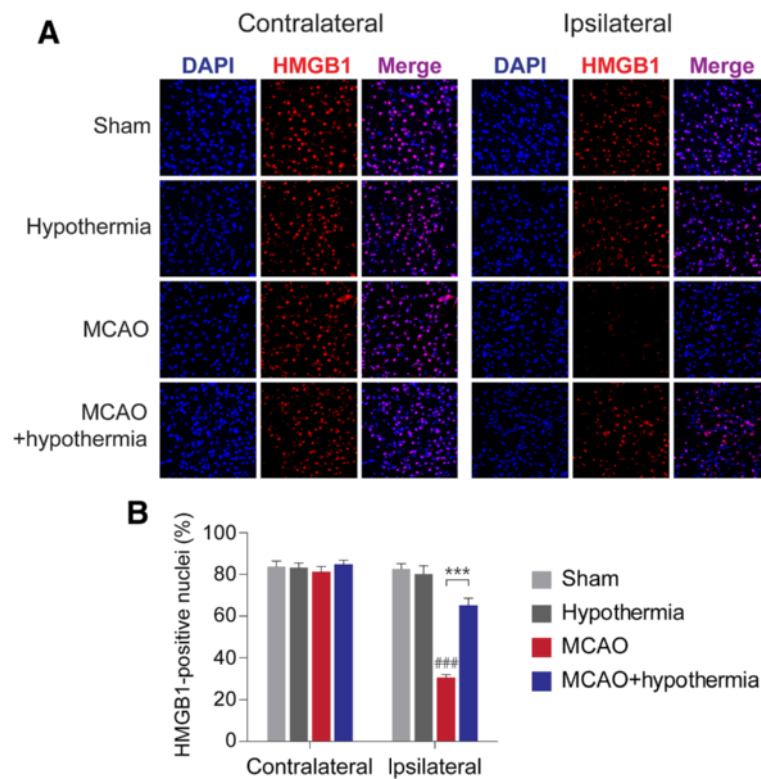 A
Contralateral Ipsilateral
DAPI HMGB1 Merge DAPI HMGB1 Merge
Sham
Hypothermia
MCAO
MCAO
+hypothermia
B
HMGB1-positive nuclei (%)
100
80
60
40
20
0
***
###
Contralateral Ipsilateral
Sham
Hypothermia
MCAO
MCAO+hypothermia